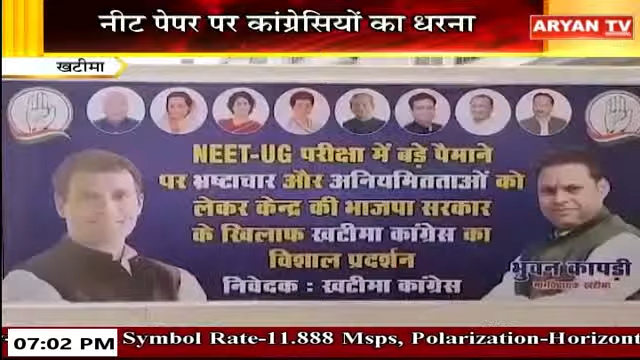 नीट पेपर पर कांग्रेसियों का धरना
ARYAN TV
खटीमा
NEET-UG परीक्षा में बड़े पैमाने
पर भ्रष्टाचार और अनियमितताओं को
लेकर केन्द्र की भाजपा सरकार
के खिलाफ खटीमा कांग्रेस का
विशाल प्रदर्शन
निवेदक : खटीमा कांग्रेस
भुवन कापड़ी
खटीमा
07:02 PM
Symbol Rate-11.888 Msps, Polarization-Horizont